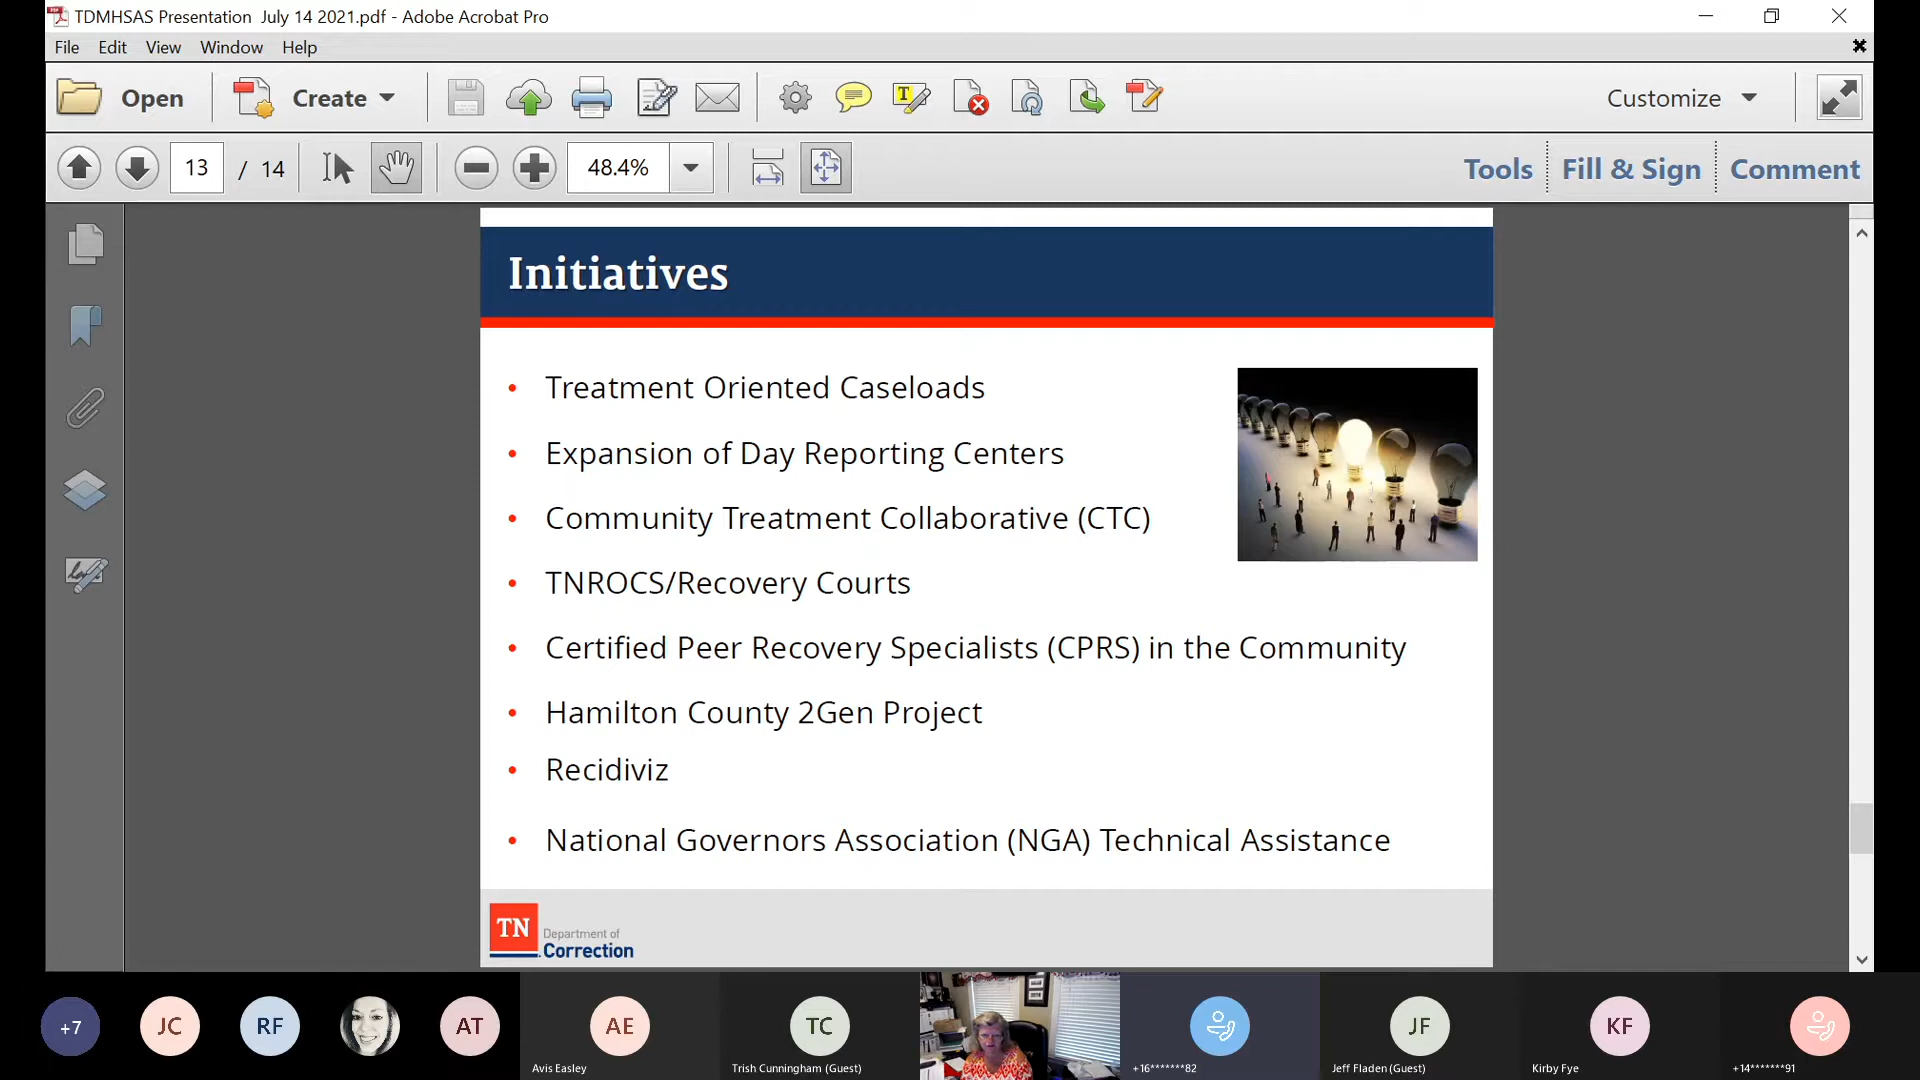 TDMHSAS Presentation July 14 2021.pdf - Adobe Acrobat Pro
File Edit View Window Help
Open Create Customize
13 / 14 48.4% Tools Fill & Sign Comment
Initiatives
• Treatment Oriented Caseloads
• Expansion of Day Reporting Centers
• Community Treatment Collaborative (CTC)
• TNROCS/Recovery Courts
• Certified Peer Recovery Specialists (CPRS) in the Community
• Hamilton County 2Gen Project
• Recidiviz
• National Governors Association (NGA) Technical Assistance
TN
Department of
Correction
+7 JC RF AT AE TC JF KF
Avis Easley Trish Cunningham (Guest) +16*******82 Jeff Fladen (Guest) Kirby Fye +14*******91